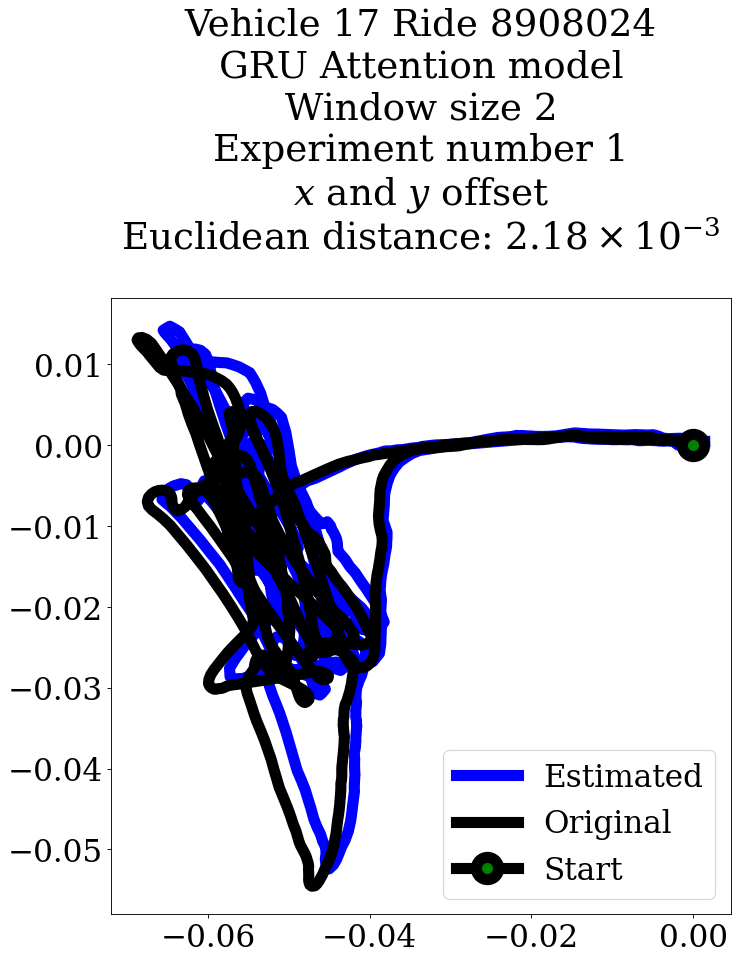 Vehicle 17 Ride 8908024
GRU Attention model
Window size 2
Experiment number 1
x and y offset
Euclidean distance: 2.18 × 10⁻³
0.01
0.00
−0.01
−0.02
−0.03
−0.04
−0.05
Estimated
Original
Start
−0.06 −0.04 −0.02 0.00